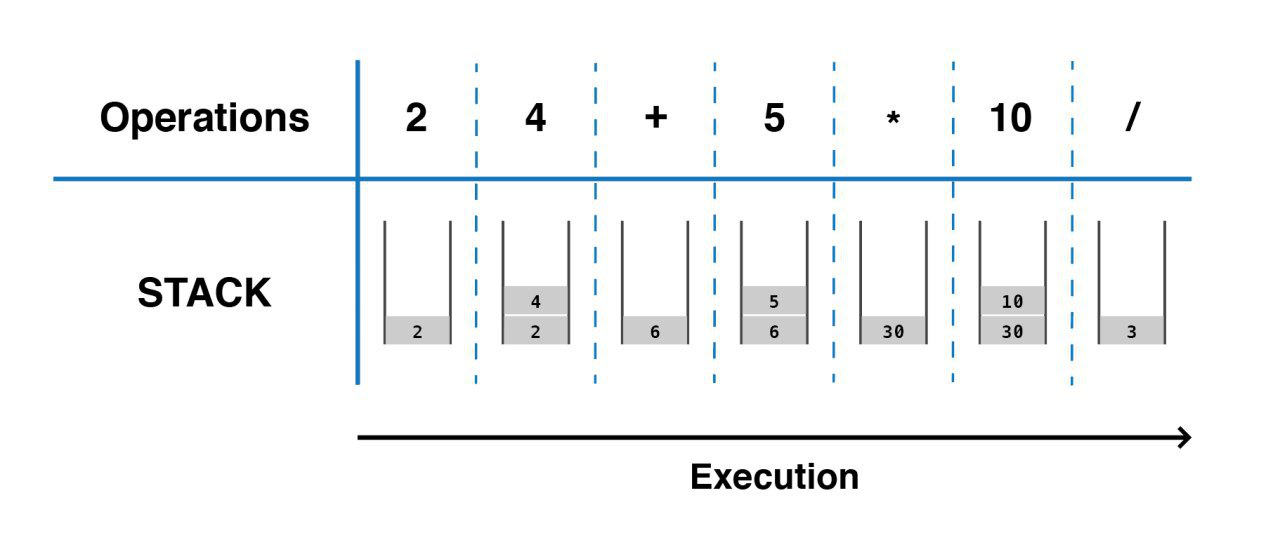 Operations 2 4 + 5 * 10 /
STACK
4 5 10
2 2 6 6 30 30 3
Execution